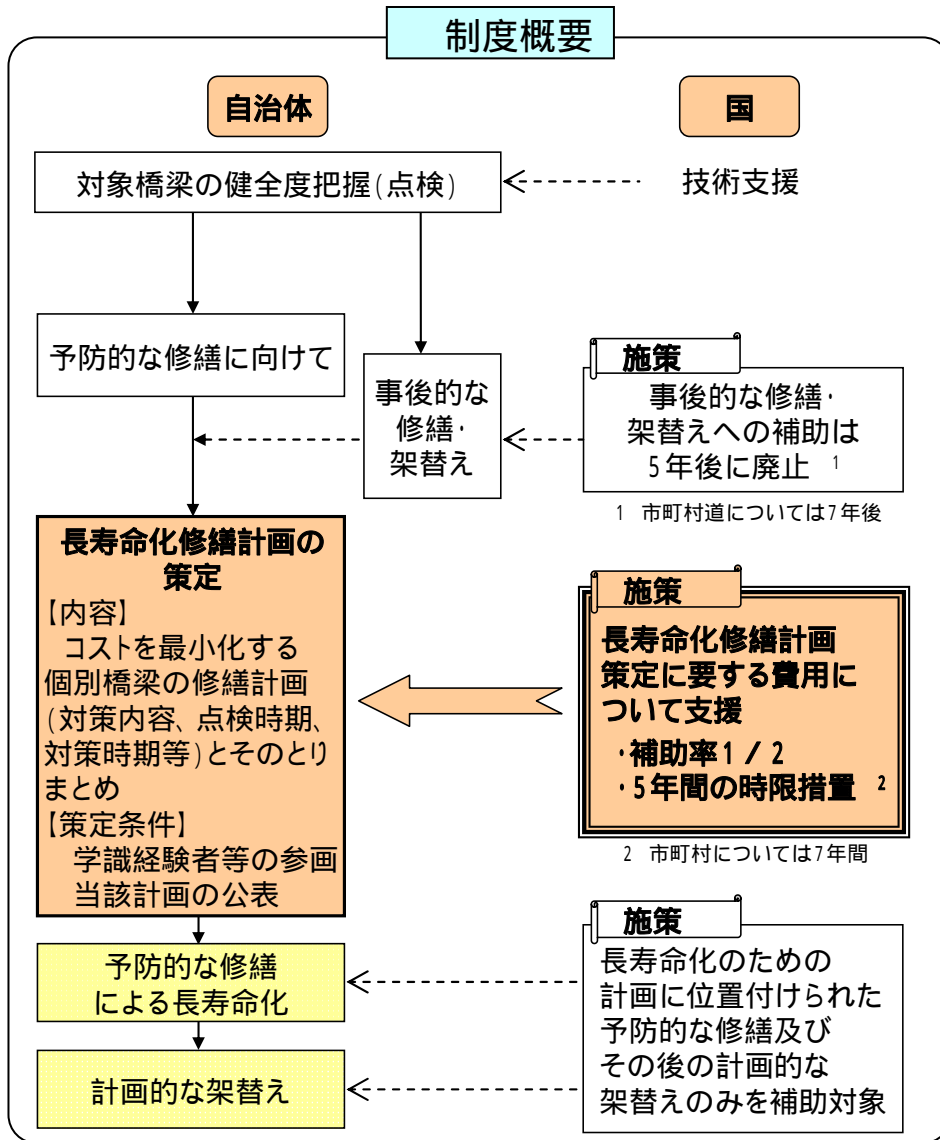 制度概要
自治体
国
対象橋梁の健全度把握(点検)
技術支援
予防的な修繕に向けて
事後的な
修繕・
架替え
施策
事後的な修繕・
架替えへの補助は
5年後に廃止 1
1 市町村道については7年後
長寿命化修繕計画の
策定
【内容】
コストを最小化する
個別橋梁の修繕計画
(対策内容、点検時期、
対策時期等)とそのとり
まとめ
【策定条件】
学識経験者等の参画
当該計画の公表
施策
長寿命化修繕計画
策定に要する費用に
ついて支援
・補助率1/2
・5年間の時限措置 2
2 市町村については7年間
予防的な修繕
による長寿命化
計画的な架替え
施策
長寿命化のための
計画に位置付けられた
予防的な修繕及び
その後の計画的な
架替えのみを補助対象